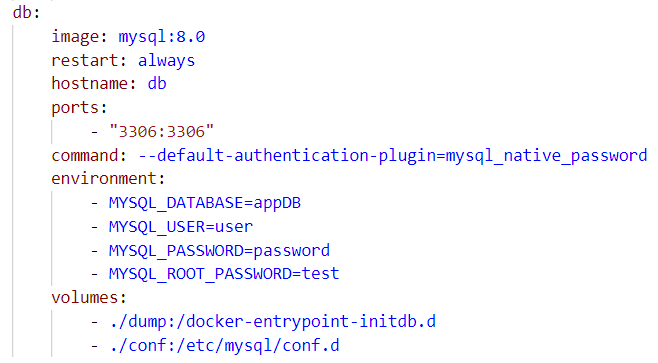 db:
image: mysql:8.0
restart: always
hostname: db
ports:
- "3306:3306"
command: --default-authentication-plugin=mysql_native_password
environment:
- MYSQL_DATABASE=appDB
- MYSQL_USER=user
- MYSQL_PASSWORD=password
- MYSQL_ROOT_PASSWORD=test
volumes:
- ./dump:/docker-entrypoint-initdb.d
- ./conf:/etc/mysql/conf.d